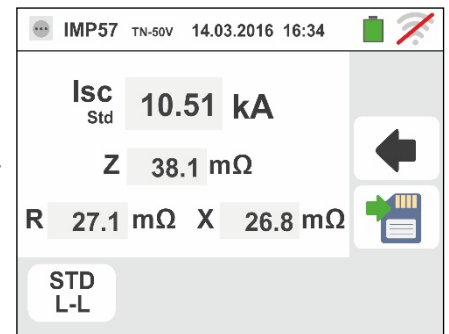 IMP57 TN-50V 14.03.2016 16:34
Isc Std 10.51 kA
Z 38.1 mΩ
R 27.1 mΩ X 26.8 mΩ
STD
L-L